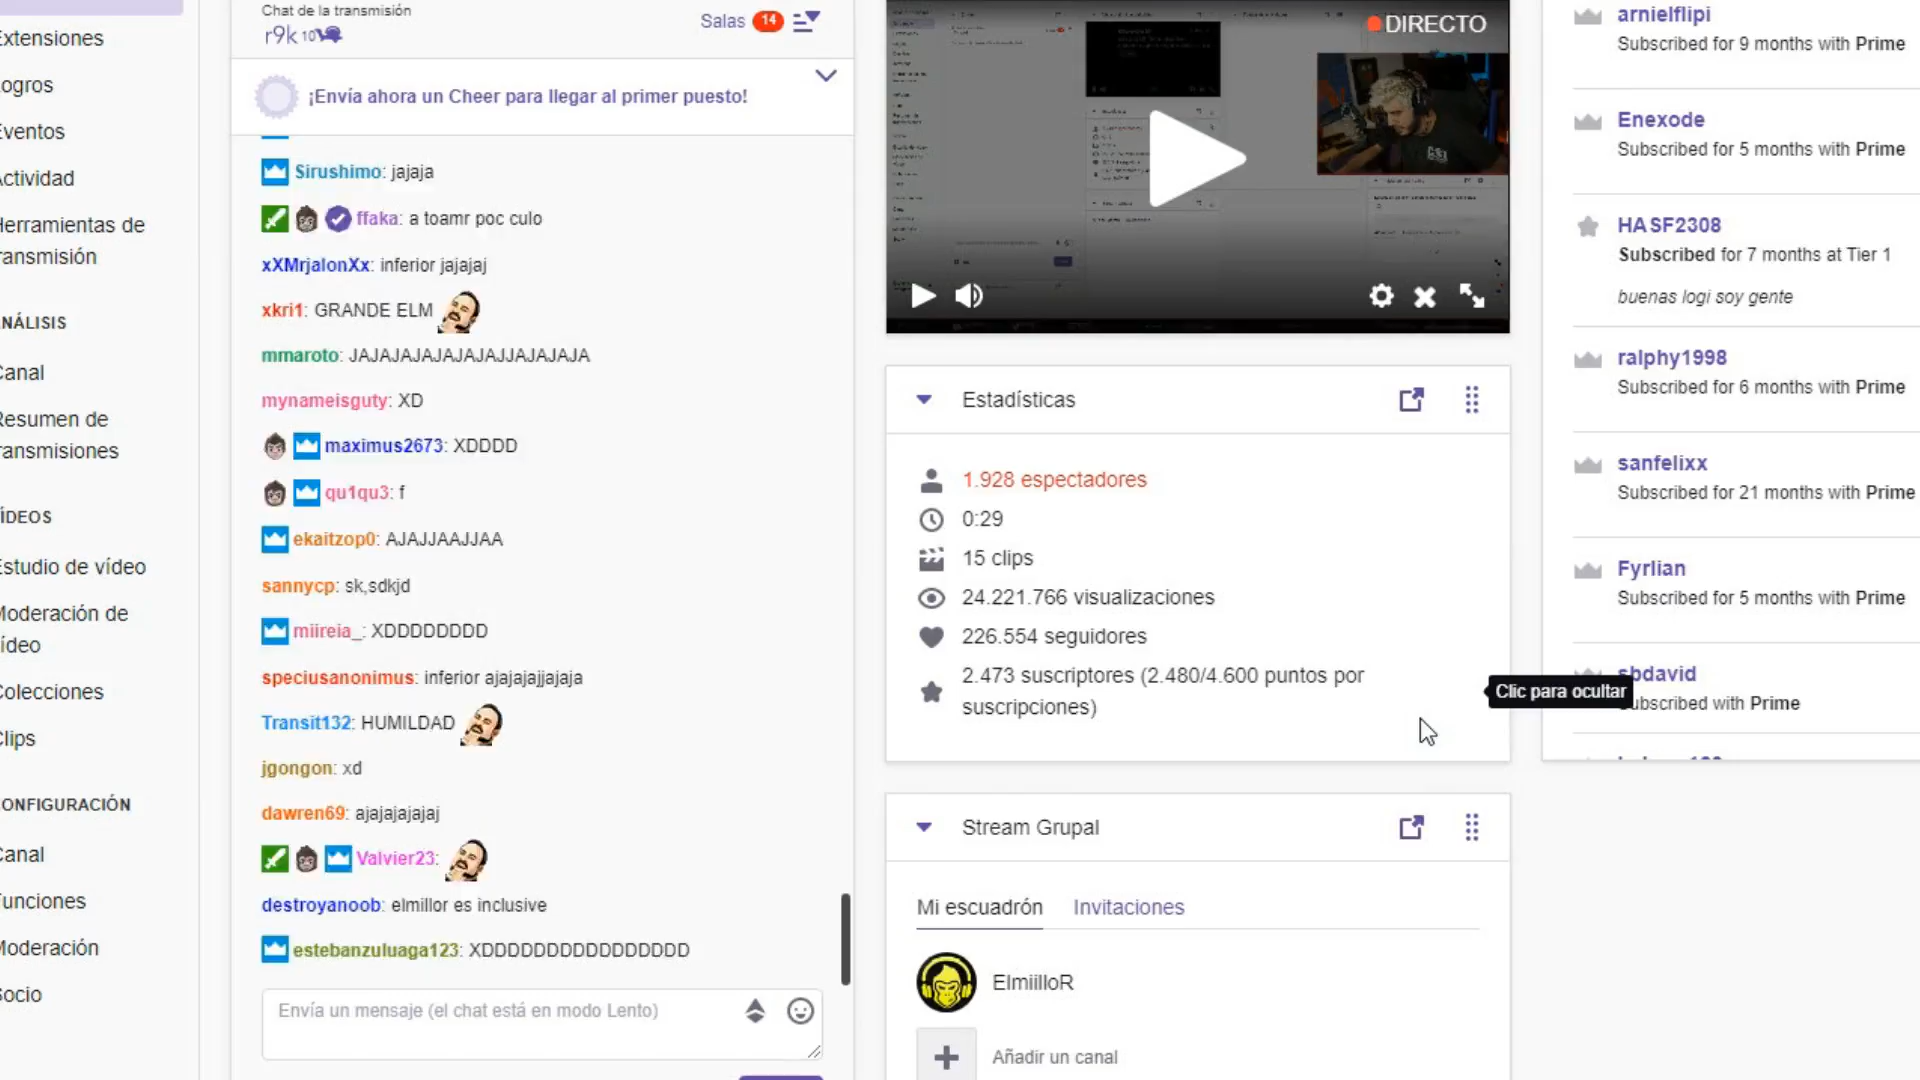 Extensiones
Logros
Eventos
Actividad
Herramientas de
transmisión
ANÁLISIS
Canal
Resumen de
transmisiones
VÍDEOS
Estudio de vídeo
Moderación de
vídeo
Colecciones
Clips
CONFIGURACIÓN
Canal
Funciones
Moderación
Socio
Chat de la transmisión
r9k 10
Salas 14
¡Envía ahora un Cheer para llegar al primer puesto!
Sirushimo: jajaja
ffaka: a toamr poc culo
xXMrjalonXx: inferior jajajaj
xkri1: GRANDE ELM
mmaroto: JAJAJAJAJAJAJAJJAJAJAJA
mynameisguty: XD
maximus2673: XDDDD
qu1qu3: f
ekaitzop0: AJAJJAAJJAA
sannycp: sk,sdkjd
miireia_: XDDDDDDDD
speciusanonimus: inferior ajajajajjajaja
Transit132: HUMILDAD
jgongon: xd
dawren69: ajajajajajaj
Valvier23:
destroyanoob: elmillor es inclusive
estebanzuluaga123: XDDDDDDDDDDDDDDDD
Envía un mensaje (el chat está en modo Lento)
DIRECTO
Estadísticas
1.928 espectadores
0:29
15 clips
24.221.766 visualizaciones
226.554 seguidores
2.473 suscriptores (2.480/4.600 puntos por
suscripciones)
Clic para ocultar
Stream Grupal
Mi escuadrón Invitaciones
ElmiilloR
Añadir un canal
arnielflipi
Subscribed for 9 months with Prime
Enexode
Subscribed for 5 months with Prime
HASF2308
Subscribed for 7 months at Tier 1
buenas logi soy gente
ralphy1998
Subscribed for 6 months with Prime
sanfelixx
Subscribed for 21 months with Prime
Fyrlian
Subscribed for 5 months with Prime
sbdavid
Subscribed with Prime